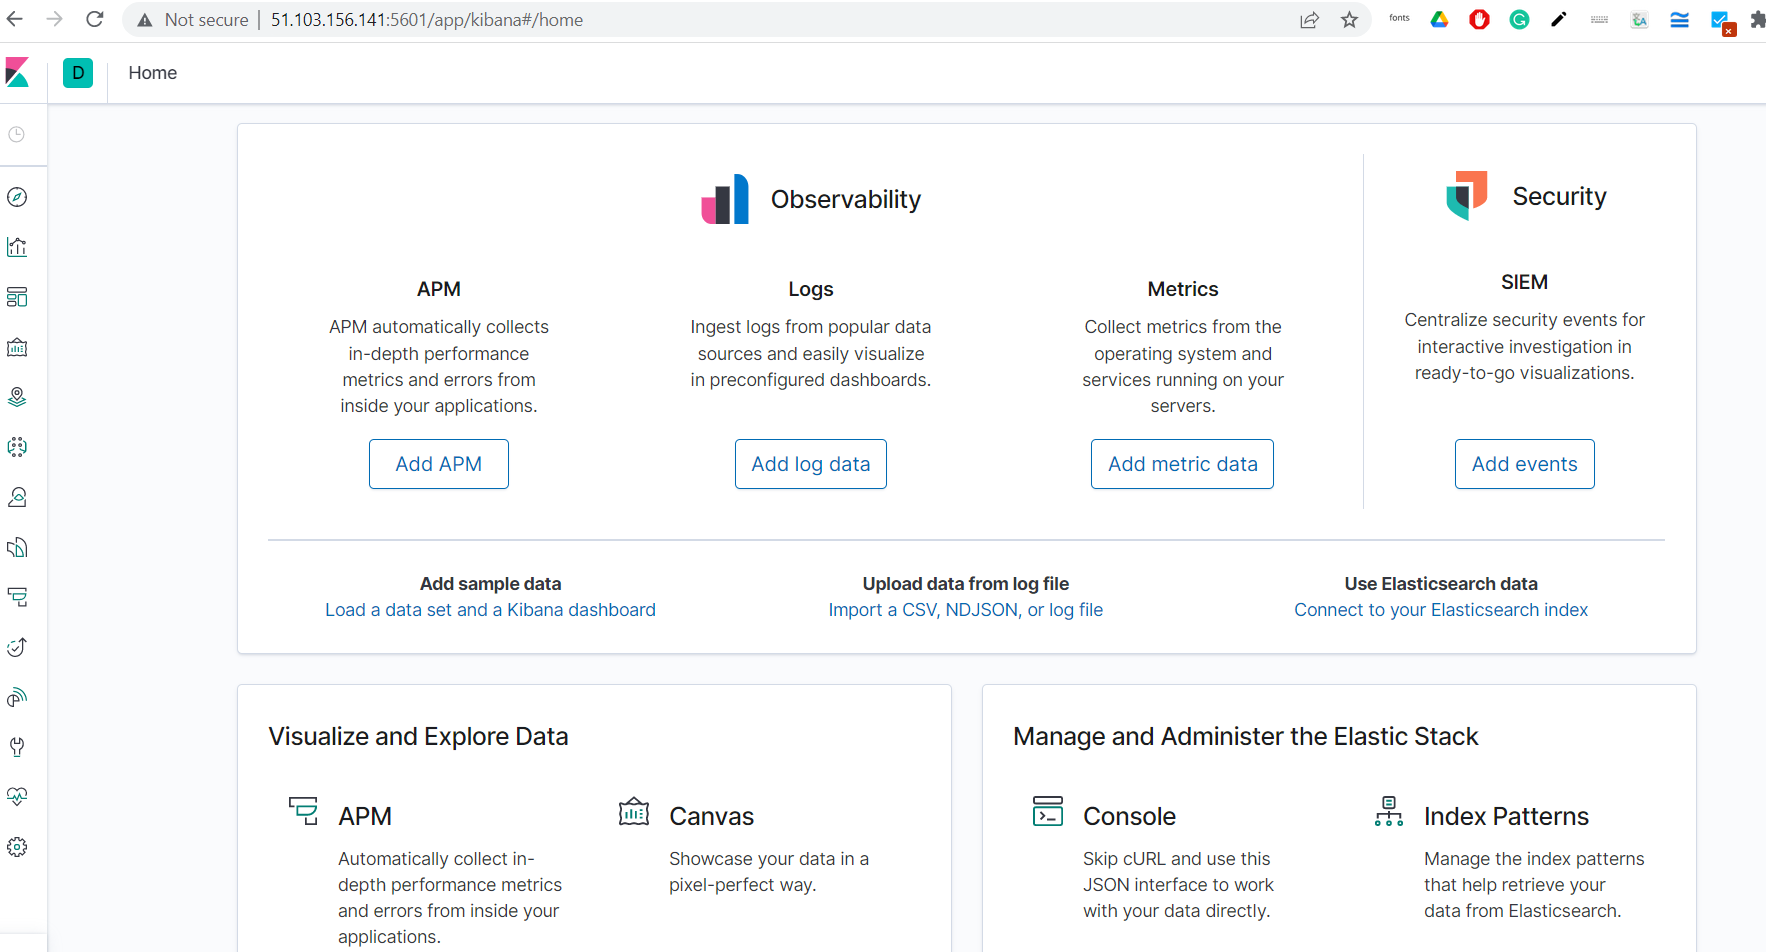 Not secure | 51.103.156.141:5601/app/kibana#/home
fonts
D
Home
Observability
Security
APM
APM automatically collects
in-depth performance
metrics and errors from
inside your applications.
Add APM
Logs
Ingest logs from popular data
sources and easily visualize
in preconfigured dashboards.
Add log data
Metrics
Collect metrics from the
operating system and
services running on your
servers.
Add metric data
SIEM
Centralize security events for
interactive investigation in
ready-to-go visualizations.
Add events
Add sample data
Load a data set and a Kibana dashboard
Upload data from log file
Import a CSV, NDJSON, or log file
Use Elasticsearch data
Connect to your Elasticsearch index
Visualize and Explore Data
APM
Automatically collect in-
depth performance metrics
and errors from inside your
applications.
Canvas
Showcase your data in a
pixel-perfect way.
Manage and Administer the Elastic Stack
Console
Skip cURL and use this
JSON interface to work
with your data directly.
Index Patterns
Manage the index patterns
that help retrieve your
data from Elasticsearch.